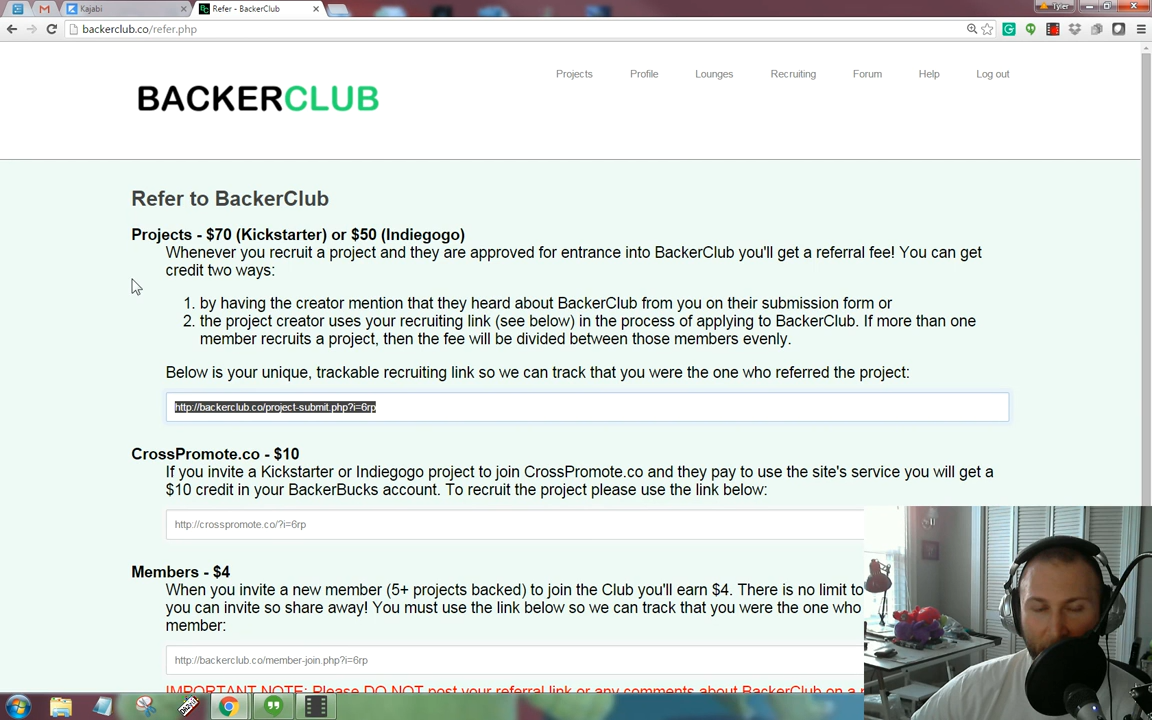 Kajabi
Refer - BackerClub
Tyler
backerclub.co/refer.php
Projects
Profile
Lounges
Recruiting
Forum
Help
Log out
BACKERCLUB
Refer to BackerClub
Projects - $70 (Kickstarter) or $50 (Indiegogo)
Whenever you recruit a project and they are approved for entrance into BackerClub you'll get a referral fee! You can get
credit two ways:
1. by having the creator mention that they heard about BackerClub from you on their submission form or
2. the project creator uses your recruiting link (see below) in the process of applying to BackerClub. If more than one
member recruits a project, then the fee will be divided between those members evenly.
Below is your unique, trackable recruiting link so we can track that you were the one who referred the project:
http://backerclub.co/project-submit.php?i=6rp
CrossPromote.co - $10
If you invite a Kickstarter or Indiegogo project to join CrossPromote.co and they pay to use the site's service you will get a
$10 credit in your BackerBucks account. To recruit the project please use the link below:
http://crosspromote.co/?i=6rp
Members - $4
When you invite a new member (5+ projects backed) to join the Club you'll earn $4. There is no limit to
you can invite so share away! You must use the link below so we can track that you were the one who
member:
http://backerclub.co/member-join.php?i=6rp
IMPORTANT NOTE: Please DO NOT post your referral link or any comments about BackerClub on a